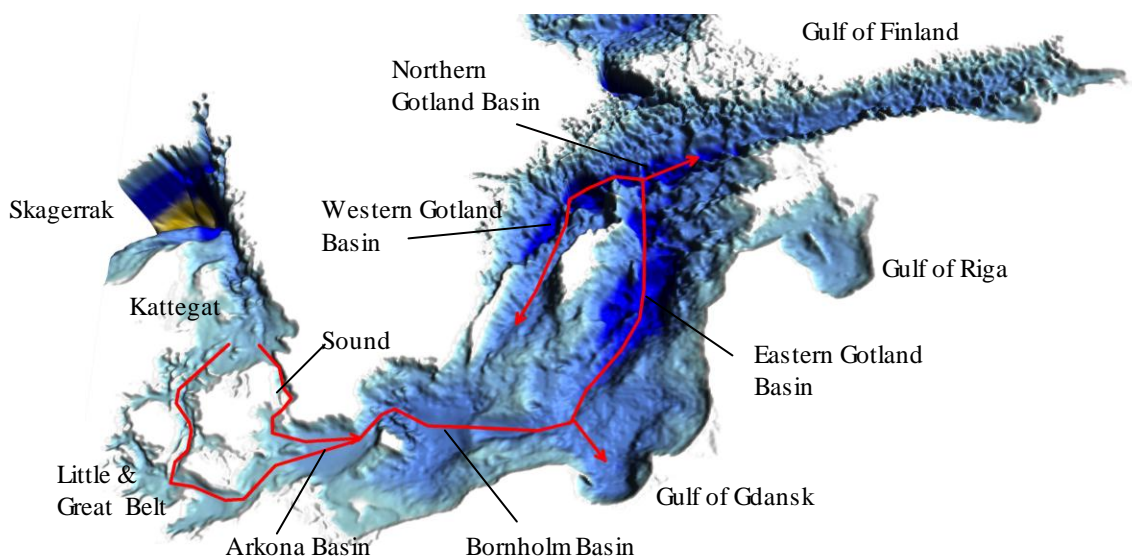 Gulf of Finland
Northern
Gotland Basin
Skagerrak
Western Gotland
Basin
Gulf of Riga
Kattegat
Sound
Eastern Gotland
Basin
Little &
Great Belt
Gulf of Gdansk
Arkona Basin
Bornholm Basin